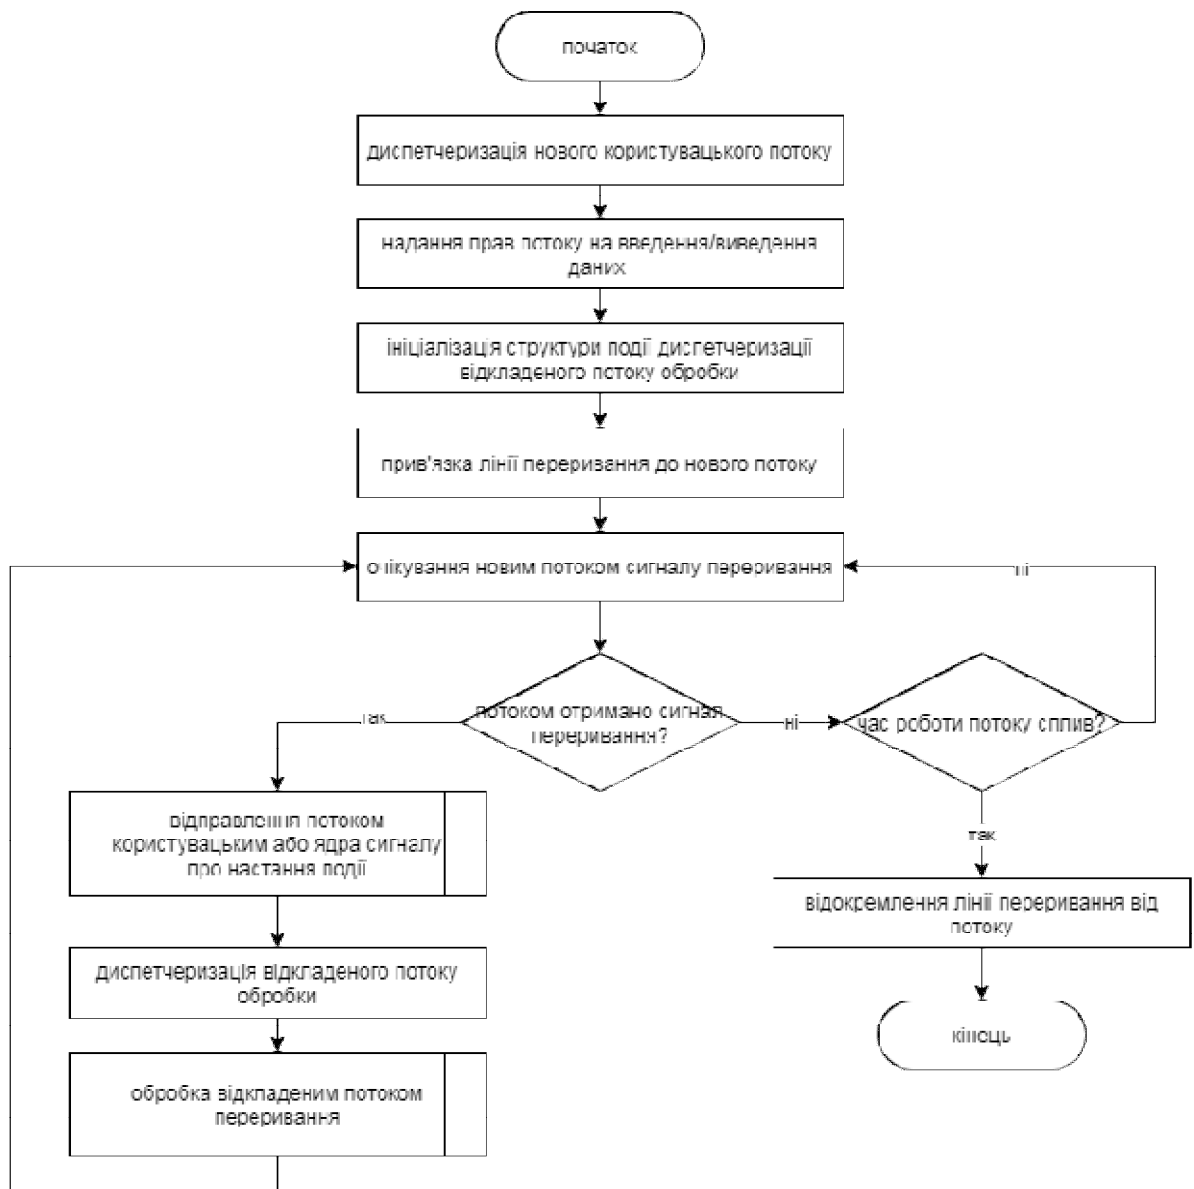 початок
диспетчеризація нового користувацького потоку
надання прав потоку на введення/виведення
даних
ініціалізація структури події диспетчеризації
відкладеного потоку обробки
прив'язка лінії переривання до нового потоку
очікування новим потоком сигналу переривання
ні
потоком отримано сигнал
переривання?
так
ні
час роботи потоку сплив?
відправлення потоком
користувацьким або ядра сигналу
про настання події
так
відокремлення лінії переривання від
потоку
диспетчеризація відкладеного потоку
обробки
кінець
обробка відкладеним потоком
переривання